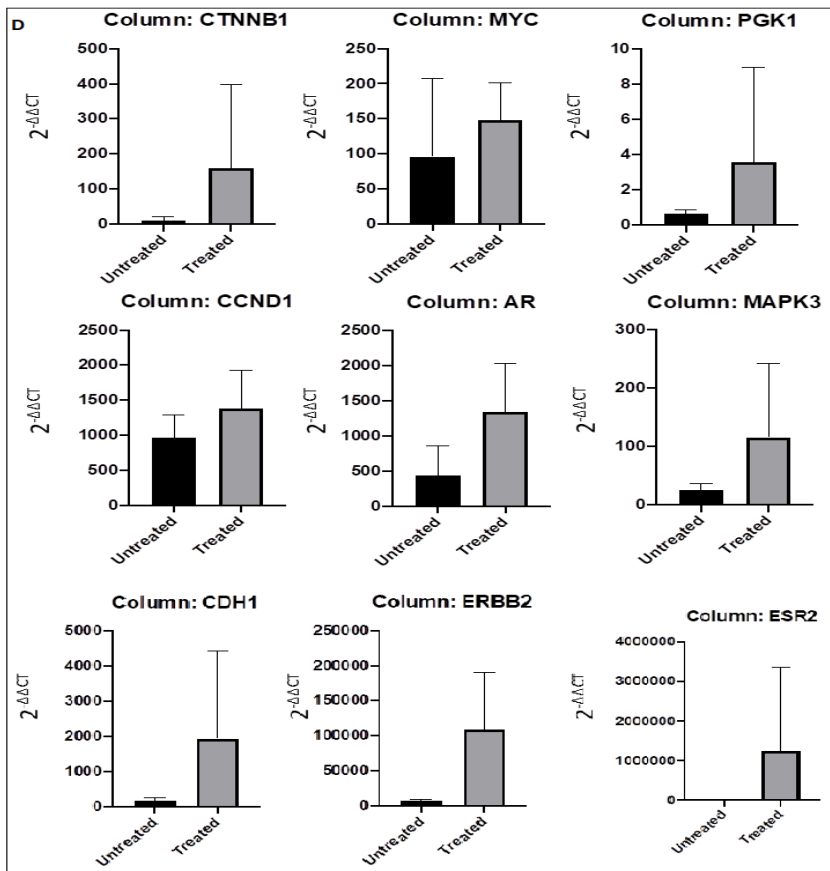 D
Column: CTNNB1
2^-ΔΔCT
500
400
300
200
100
0
Untreated
Treated
Column: MYC
2^-ΔΔCT
250
200
150
100
50
0
Untreated
Treated
Column: PGK1
2^-ΔΔCT
10
8
6
4
2
0
Untreated
Treated
Column: CCND1
2^-ΔΔCT
2500
2000
1500
1000
500
0
Untreated
Treated
Column: AR
2^-ΔΔCT
2500
2000
1500
1000
500
0
Untreated
Treated
Column: MAPK3
2^-ΔΔCT
300
200
100
0
Untreated
Treated
Column: CDH1
2^-ΔΔCT
5000
4000
3000
2000
1000
0
Untreated
Treated
Column: ERBB2
2^-ΔΔCT
250000
200000
150000
100000
50000
0
Untreated
Treated
Column: ESR2
2^-ΔΔCT
4000000
3000000
2000000
1000000
0
Untreated
Treated